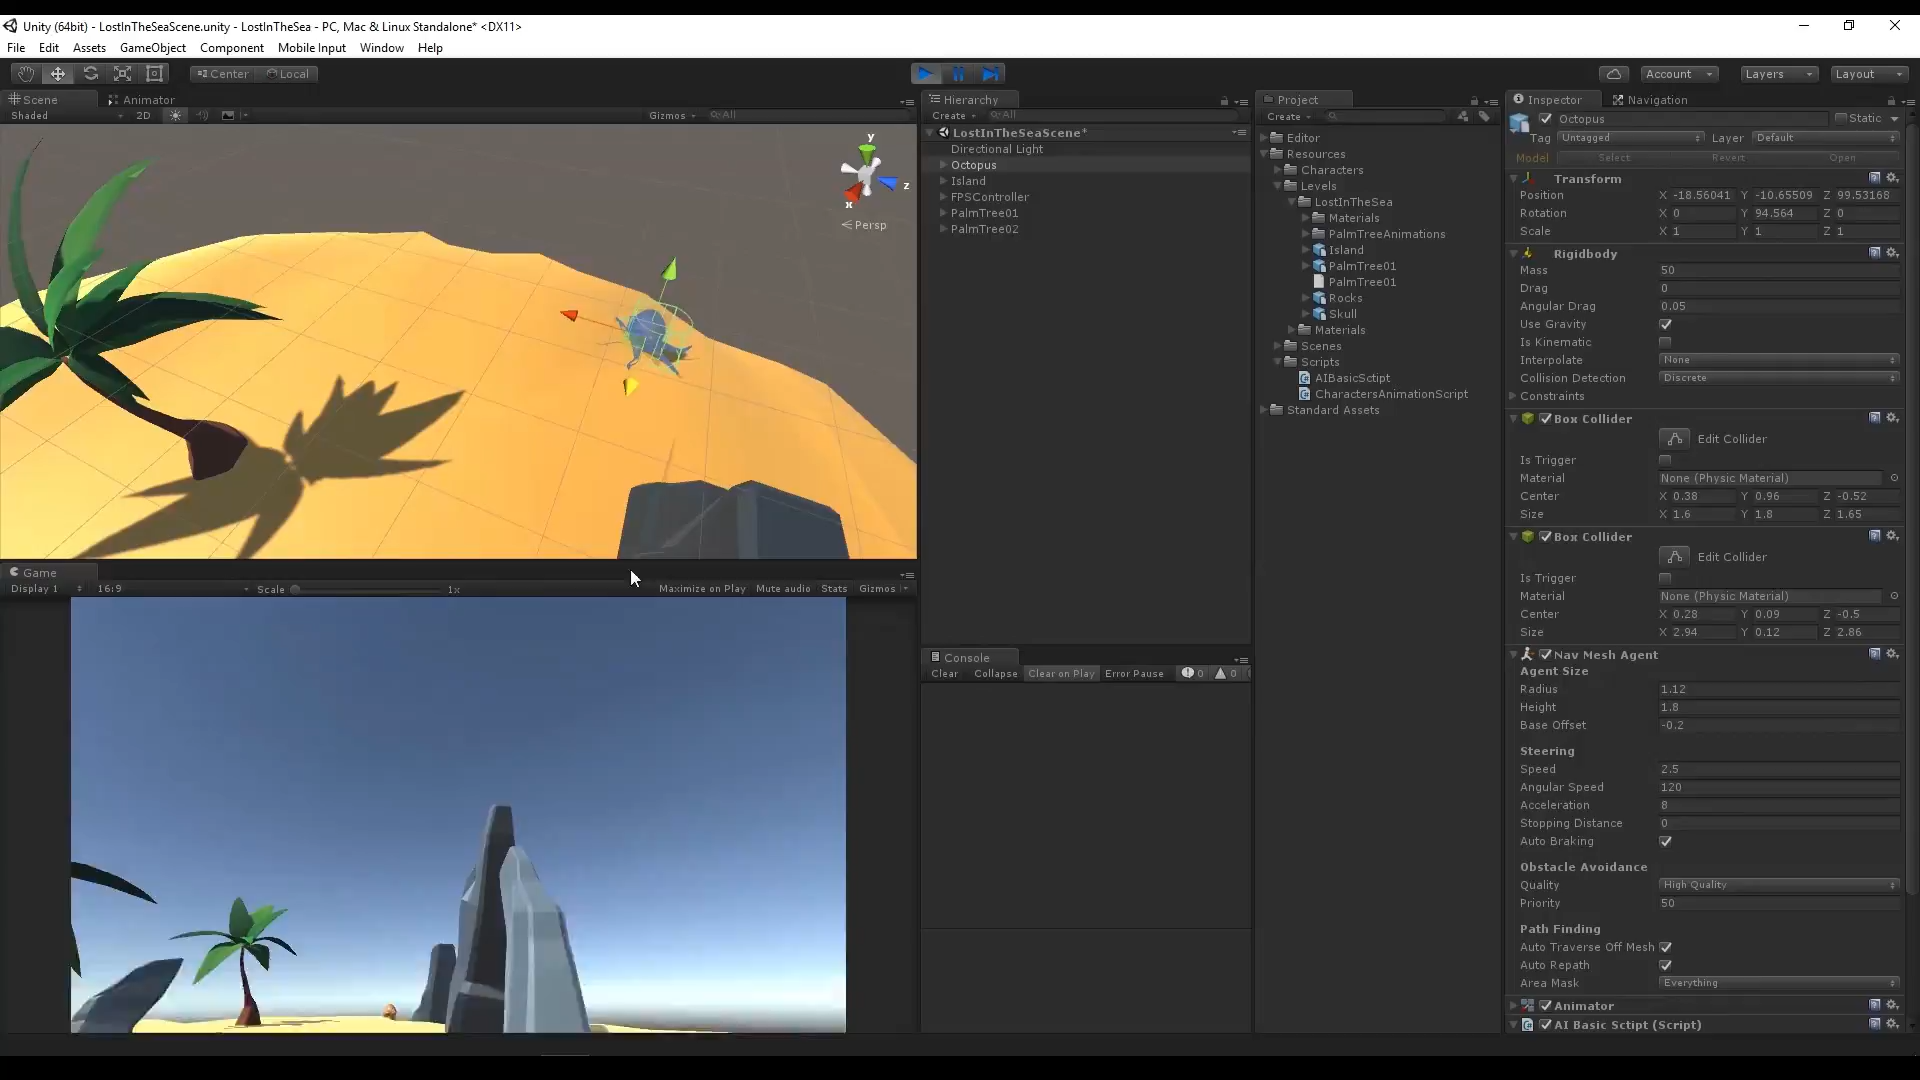 Unity (64bit) - LostInTheSeaScene.unity - LostInTheSea - PC, Mac & Linux Standalone* <DX11>
File Edit Assets GameObject Component Mobile Input Window Help
Center Local Account Layers Layout
Scene Animator
Shaded 2D Gizmos All
y
z
x
Persp
Game
Display 1 16:9 Scale 1x Maximize on Play Mute audio Stats Gizmos
Hierarchy
Create All
LostInTheSeaScene*
Directional Light
Octopus
Island
FPSController
PalmTree01
PalmTree02
Console
Clear Collapse Clear on Play Error Pause 0 0
Project
Create
Editor
Resources
Characters
Levels
LostInTheSea
Materials
PalmTreeAnimations
Island
PalmTree01
PalmTree01
Rocks
Skull
Materials
Scenes
Scripts
AIBasicSctipt
CharactersAnimationScript
Standard Assets
Inspector Navigation
Octopus Static
Tag Untagged Layer Default
Model Select Revert Open
Transform
Position X -18.56041 Y -10.65509 Z 99.53168
Rotation X 0 Y 94.564 Z 0
Scale X 1 Y 1 Z 1
Rigidbody
Mass 50
Drag 0
Angular Drag 0.05
Use Gravity
Is Kinematic
Interpolate None
Collision Detection Discrete
Constraints
Box Collider
Edit Collider
Is Trigger
Material None (Physic Material)
Center X 0.38 Y 0.96 Z -0.52
Size X 1.6 Y 1.8 Z 1.65
Box Collider
Edit Collider
Is Trigger
Material None (Physic Material)
Center X 0.28 Y 0.09 Z -0.5
Size X 2.94 Y 0.12 Z 2.86
Nav Mesh Agent
Agent Size
Radius 1.12
Height 1.8
Base Offset -0.2
Steering
Speed 2.5
Angular Speed 120
Acceleration 8
Stopping Distance 0
Auto Braking
Obstacle Avoidance
Quality High Quality
Priority 50
Path Finding
Auto Traverse Off Mesh
Auto Repath
Area Mask Everything
Animator
AI Basic Sctipt (Script)